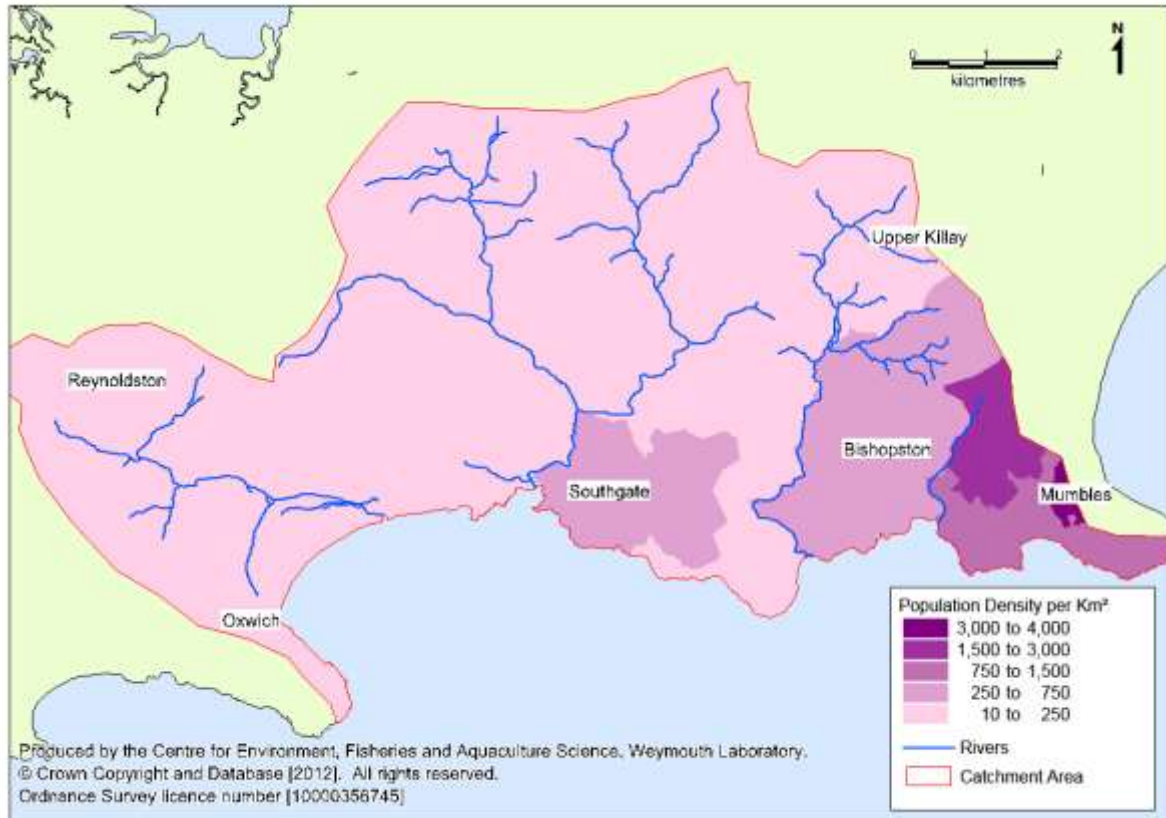 N
0 1 2
kilometres
Upper Killay
Reynoldston
Bishopston
Southgate
Mumbles
Oxwich
Population Density per Km²
3,000 to 4,000
1,500 to 3,000
750 to 1,500
250 to 750
10 to 250
Rivers
Catchment Area
Produced by the Centre for Environment, Fisheries and Aquaculture Science, Weymouth Laboratory.
© Crown Copyright and Database [2012]. All rights reserved.
Ordnance Survey licence number [10000356745]